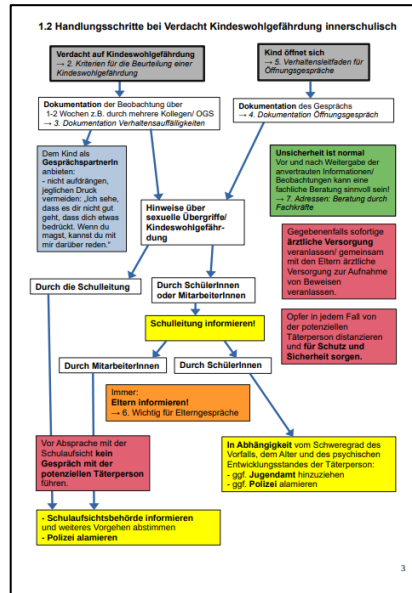 1.2 Handlungsschritte bei Verdacht Kindeswohlgefährdung innerschulisch
Verdacht auf Kindeswohlgefährdung
→ 2. Kriterien für die Beurteilung einer
Kindeswohlgefährdung
Kind öffnet sich
→ 5. Verhaltensleitfaden für
Öffnungsgespräche
Dokumentation der Beobachtung über
1-2 Wochen z.B. durch mehrere Kollegen/ OGS
→ 3. Dokumentation Verhaltensauffälligkeiten
Dokumentation des Gesprächs
→ 4. Dokumentation Öffnungsgespräch
Dem Kind als
GesprächspartnerIn
anbieten:
- nicht aufdrängen,
jeglichen Druck
vermeiden: „Ich sehe,
dass es dir nicht gut
geht, dass dich etwas
bedrückt. Wenn du
magst, kannst du mit
mir darüber reden."
Unsicherheit ist normal
Vor und nach Weitergabe der
anvertrauten Information/
Beobachtungen kann eine
fachliche Beratung sinnvoll sein!
→ 7. Adressen: Beratung durch
Fachkräfte
Hinweise über
sexuelle Übergriffe/
Kindeswohlgefähr-
dung
Gegebenenfalls sofortige
ärztliche Versorgung
veranlassen/ gemeinsam
mit den Eltern ärztliche
Versorgung zur Aufnahme
von Beweisen
veranlassen.
Durch die Schulleitung
Durch SchülerInnen
oder MitarbeiterInnen
Schulleitung informieren!
Opfer in jedem Fall von
der potenziellen
Täterperson distanzieren
und für Schutz und
Sicherheit sorgen.
Durch MitarbeiterInnen
Durch SchülerInnen
Immer:
Eltern informieren!
→ 6. Wichtig für Elterngespräche
Vor Absprache mit der
Schulaufsicht kein
Gespräch mit der
potenziellen Täterperson
führen.
In Abhängigkeit vom Schweregrad des
Vorfalls, dem Alter und des psychischen
Entwicklungsstandes der Täterperson:
- ggf. Jugendamt hinzuziehen
- ggf. Polizei alamieren
- Schulaufsichtsbehörde informieren
und weiteres Vorgehen abstimmen
- Polizei alamieren
3